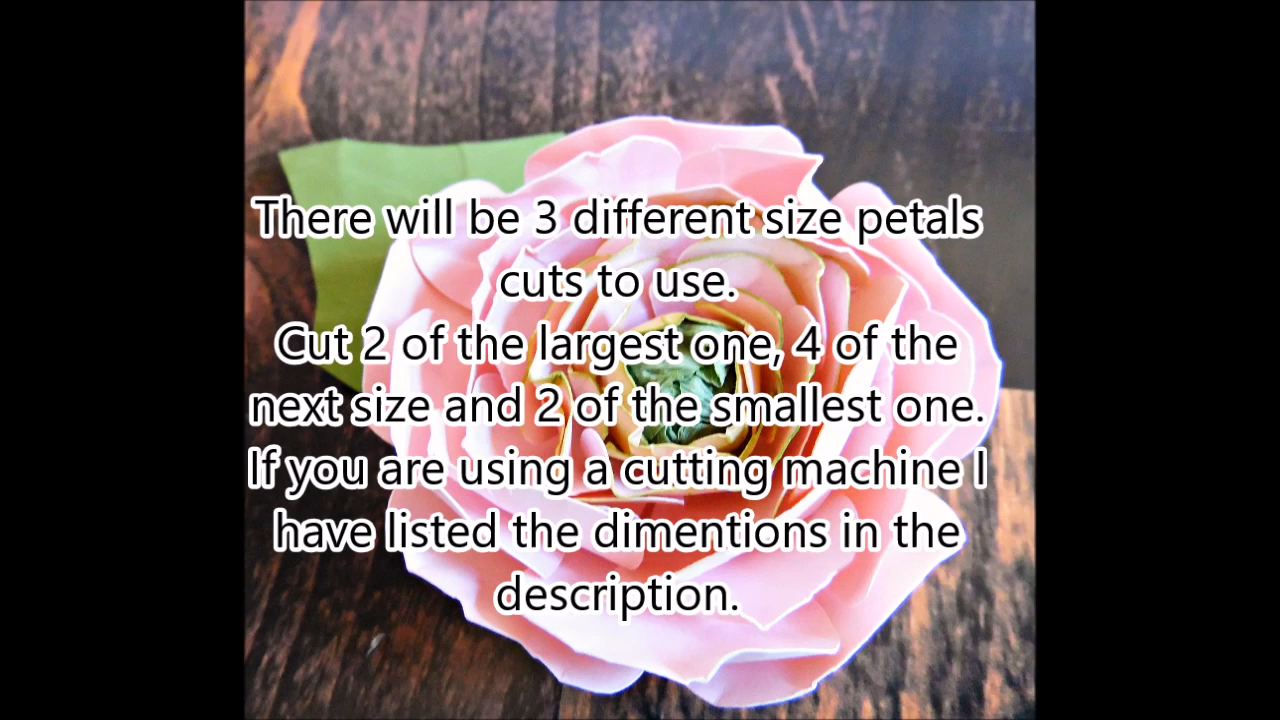 There will be 3 different size petals
cuts to use.
Cut 2 of the largest one, 4 of the
next size and 2 of the smallest one.
If you are using a cutting machine I
have listed the dimentions in the
description.